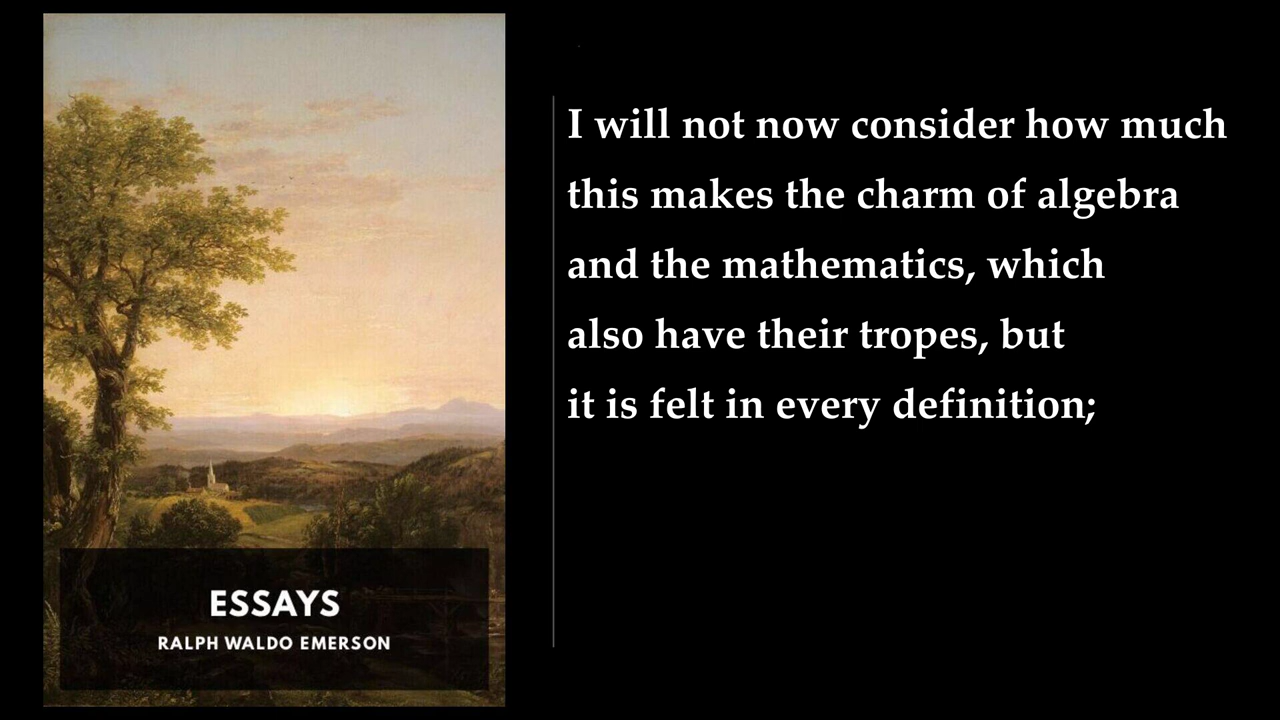 I will not now consider how much
this makes the charm of algebra
and the mathematics, which
also have their tropes, but
it is felt in every definition;
ESSAYS
RALPH WALDO EMERSON